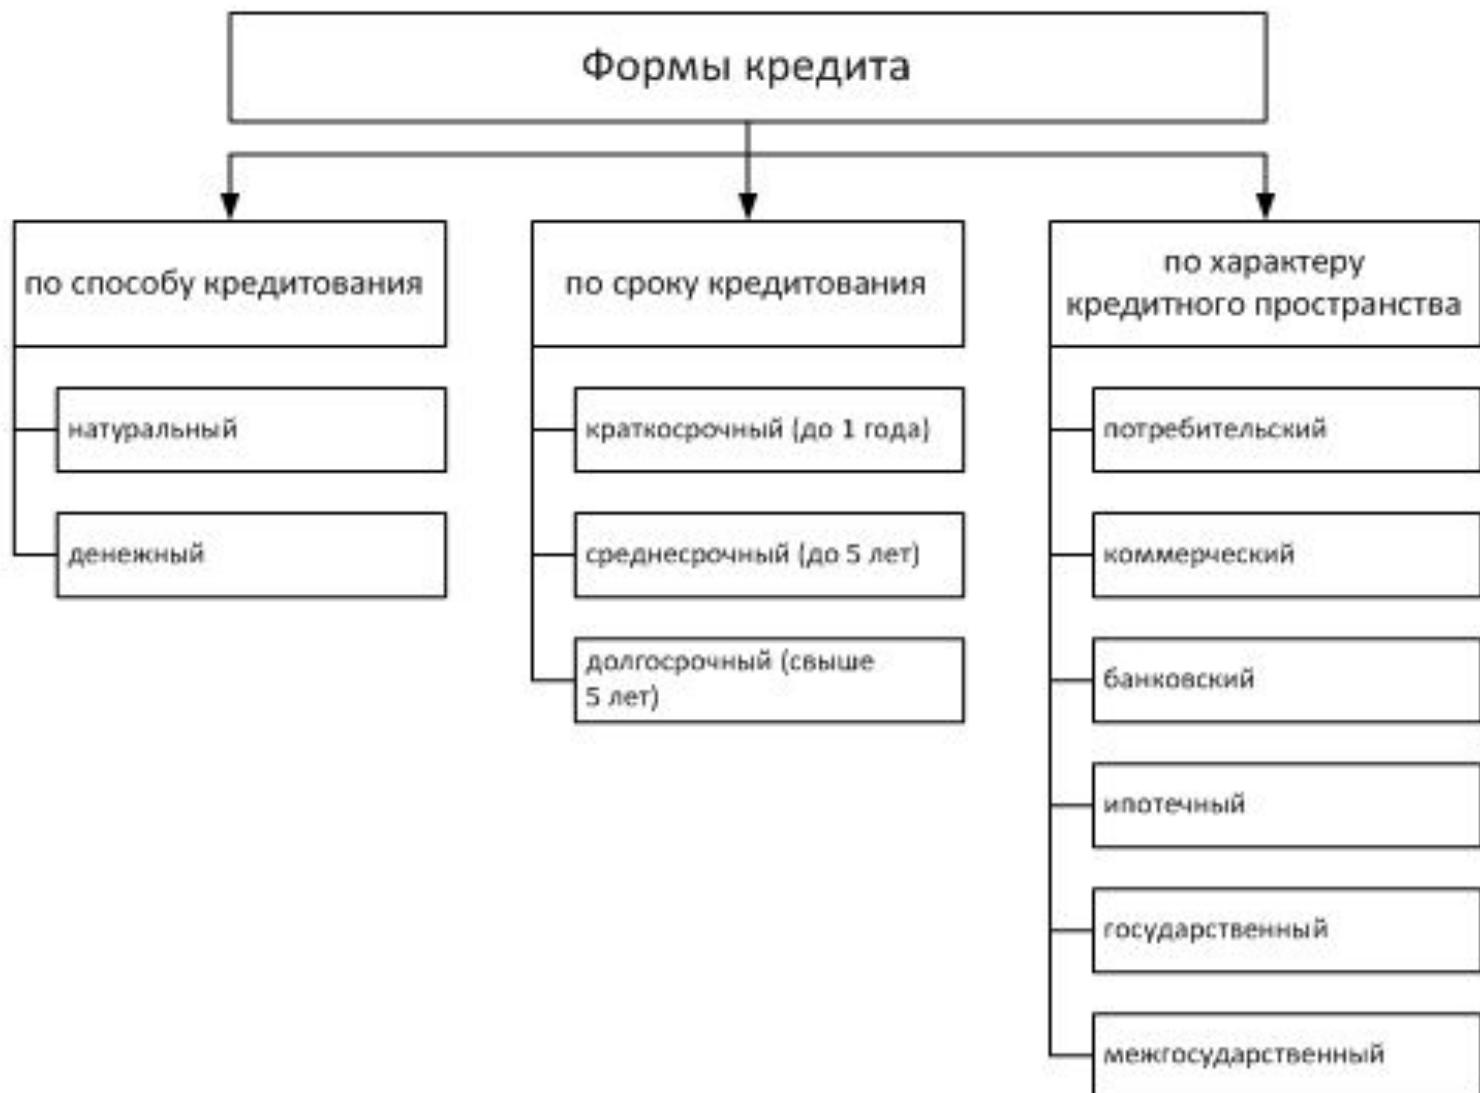 Формы кредита
по способу кредитования
натуральный
денежный
по сроку кредитования
краткосрочный (до 1 года)
среднесрочный (до 5 лет)
долгосрочный (свыше
5 лет)
по характеру
кредитного пространства
потребительский
коммерческий
банковский
ипотечный
государственный
межгосударственный